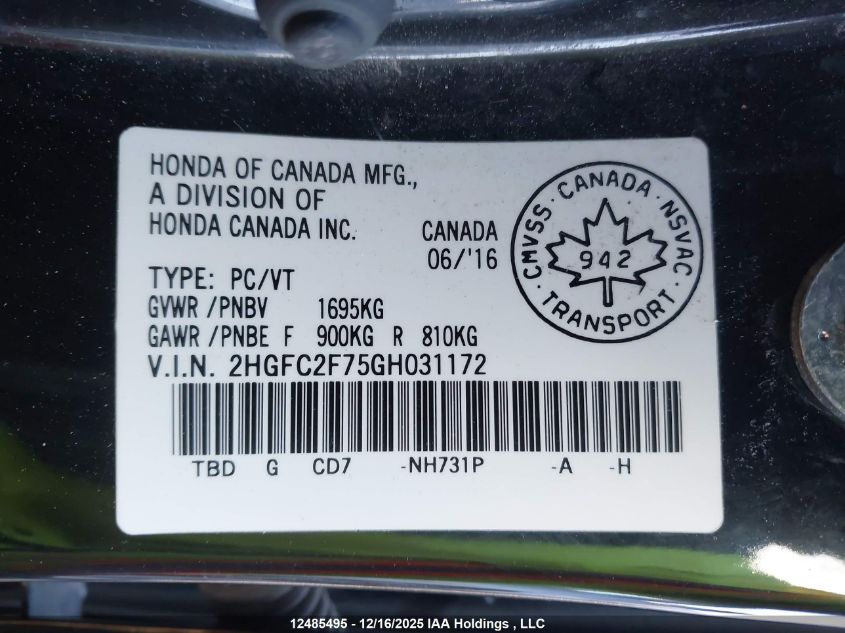 HONDA OF CANADA MFG.,
A DIVISION OF
HONDA CANADA INC.
CANADA
06/'16
TYPE: PC/VT
GVWR /PNBV 1695KG
GAWR /PNBE F 900KG R 810KG
V.I.N. 2HGFC2F75GH031172
TBD G CD7 -NH731P -A -H
CMVSS · CANADA · NSVAC · TRANSPORT ·
942
12485495 - 12/16/2025 IAA Holdings , LLC